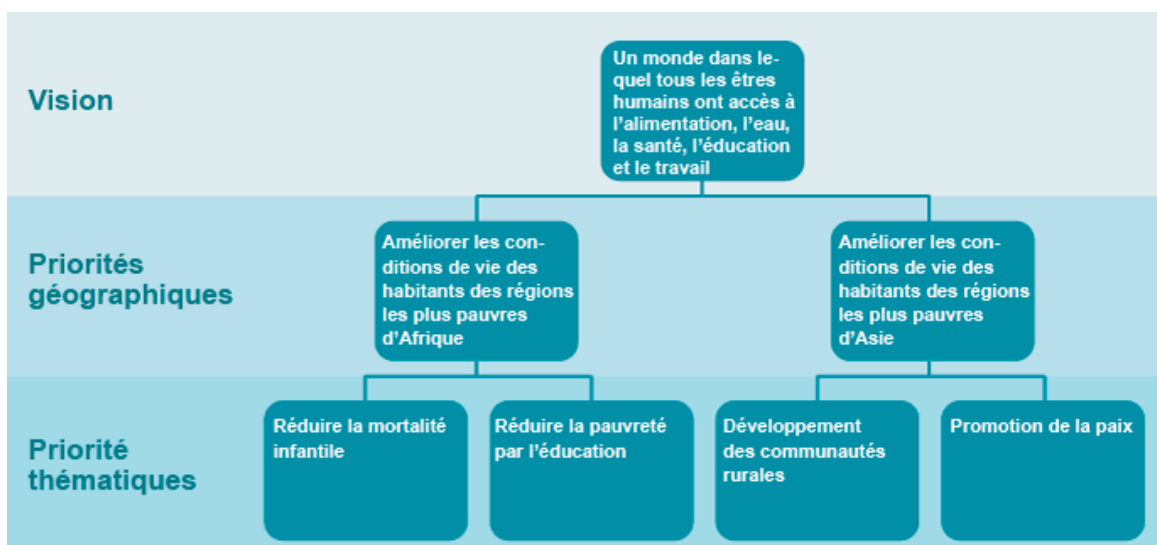 Vision
Un monde dans le-
quel tous les êtres
humains ont accès à
l'alimentation, l'eau,
la santé, l'éducation
et le travail
Priorités
géographiques
Améliorer les con-
ditions de vie des
habitants des régions
les plus pauvres
d'Afrique
Améliorer les con-
ditions de vie des
habitants des régions
les plus pauvres
d'Asie
Priorité
thématiques
Réduire la mortalité
infantile
Réduire la pauvreté
par l'éducation
Développement
des communautés
rurales
Promotion de la paix